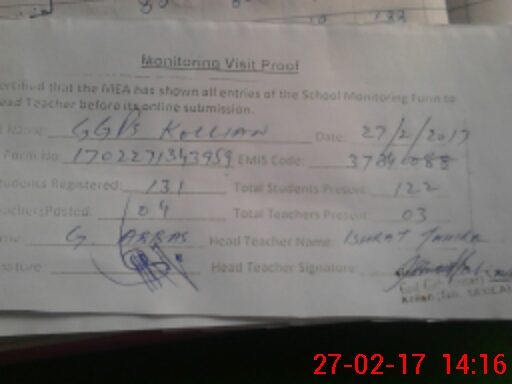 Monitoring Visit Proof
ertified that the MEA has shown all entries of the School Monitoring Form to
ead Teacher before its online submission.
Name GGPS KOLLIAN Date: 27/2/2017
Form No 1702271343959 EMIS Code:
tudents Registered: 131 Total Students Present: 122
eachersPosted: 04 Total Teachers Present: 03
G. ABBAS Head Teacher Name: TAHIRA
nature Head Teacher Signature:
27-02-17 14:16